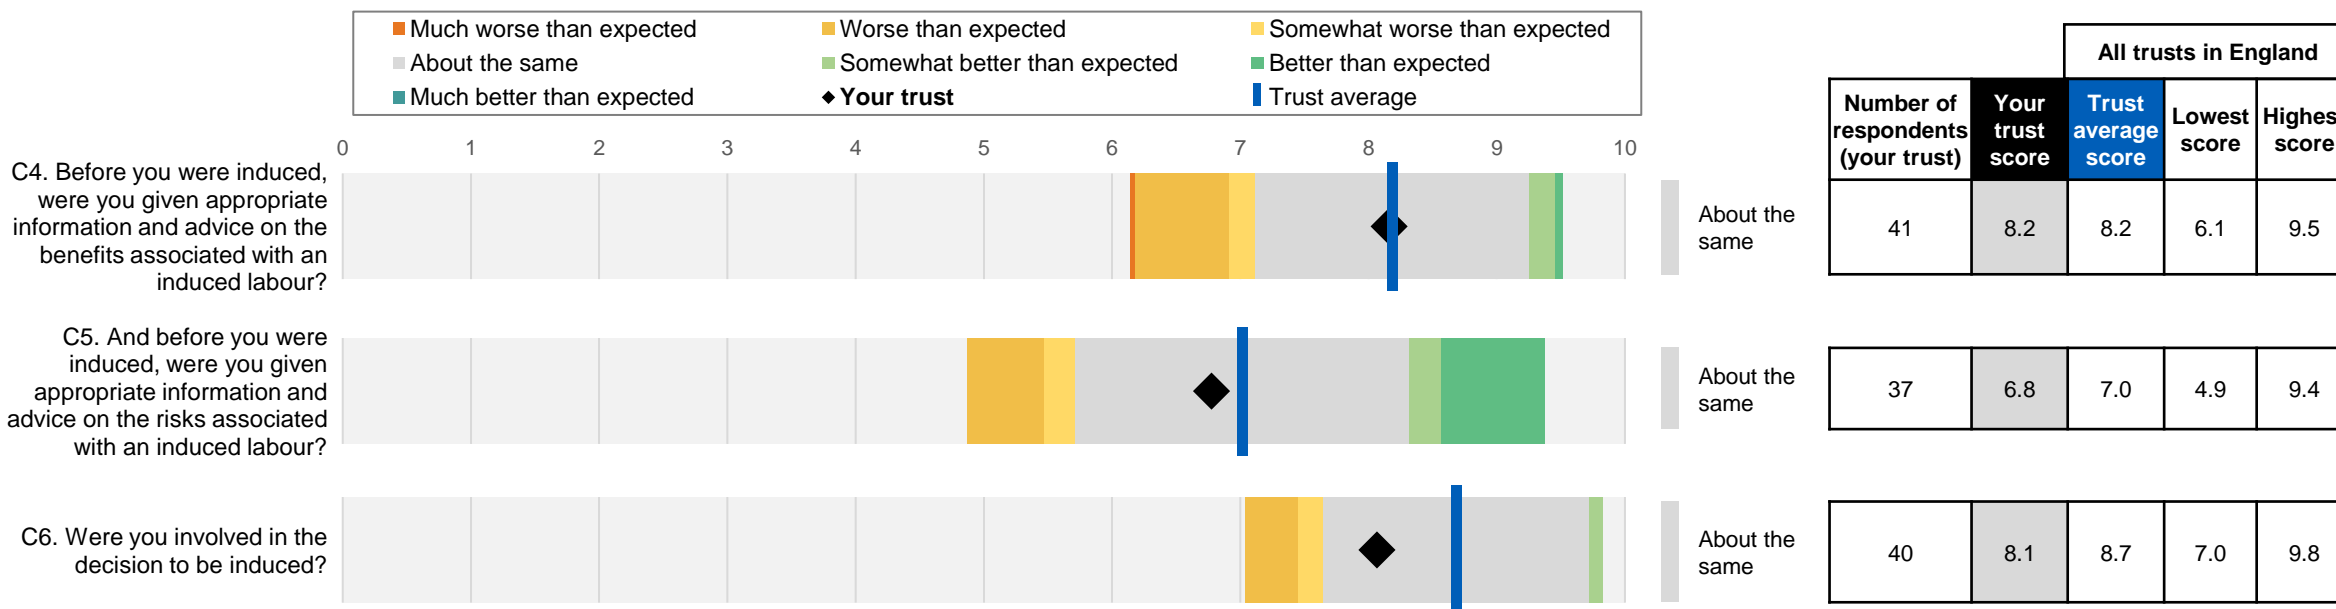 Much worse than expected
Worse than expected
Somewhat worse than expected
About the same
Somewhat better than expected
Better than expected
Much better than expected
Your trust
Trust average
All trusts in England
Number of
respondents
(your trust)
Your
trust
score
Trust
average
score
Lowest
score
Highes
score
0 1 2 3 4 5 6 7 8 9 10
C4. Before you were induced,
were you given appropriate
information and advice on the
benefits associated with an
induced labour?
About the
same
41 8.2 8.2 6.1 9.5
C5. And before you were
induced, were you given
appropriate information and
advice on the risks associated
with an induced labour?
About the
same
37 6.8 7.0 4.9 9.4
C6. Were you involved in the
decision to be induced?
About the
same
40 8.1 8.7 7.0 9.8